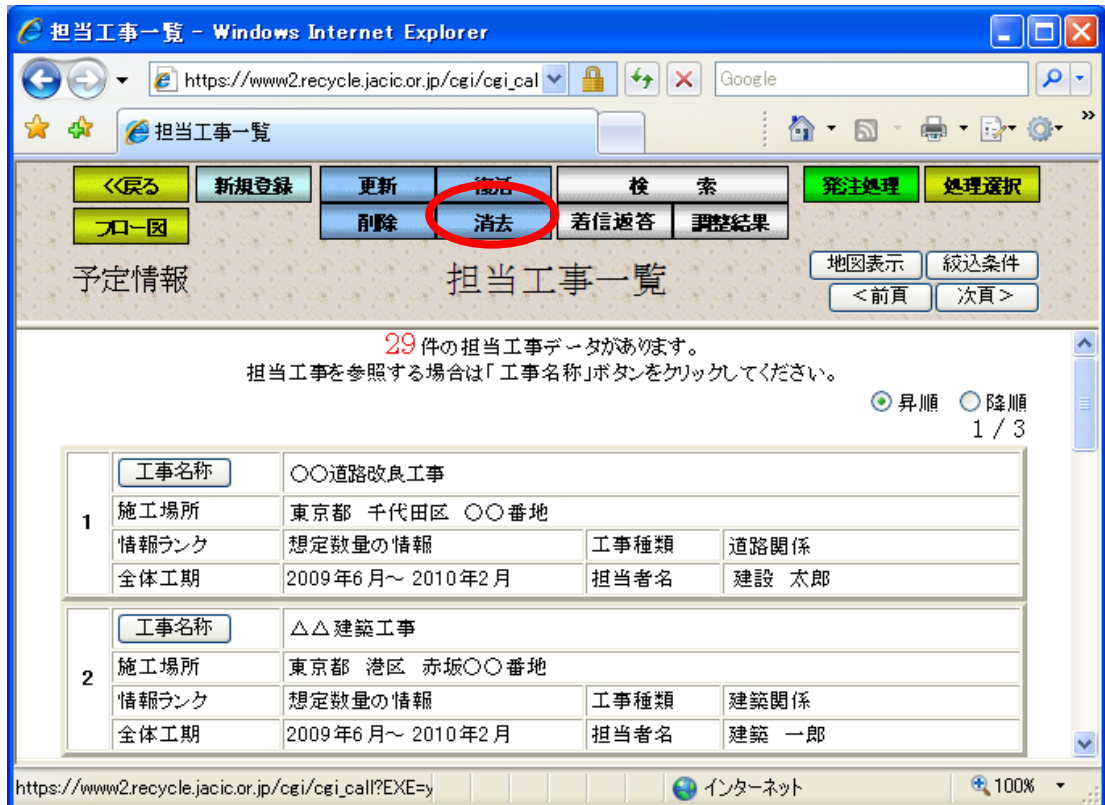 担当工事一覧 - Windows Internet Explorer
https://www2.recycle.jacic.or.jp/cgi/cgi_cal
Google
担当工事一覧
<<戻る 新規登録 更新 復活 検 索 発注処理 処理選択
フロー図 削除 消去 着信返答 調整結果
予定情報 担当工事一覧 地図表示 絞込条件
<前頁 次頁>
29件の担当工事データがあります。
担当工事を参照する場合は「工事名称」ボタンをクリックしてください。
昇順 降順
1 / 3
1
工事名称 〇〇道路改良工事
施工場所 東京都 千代田区 〇〇番地
情報ランク 想定数量の情報 工事種類 道路関係
全体工期 2009年6月～2010年2月 担当者名 建設 太郎
2
工事名称 △△建築工事
施工場所 東京都 港区 赤坂〇〇番地
情報ランク 想定数量の情報 工事種類 建築関係
全体工期 2009年6月～2010年2月 担当者名 建築 一郎
https://www2.recycle.jacic.or.jp/cgi/cgi_call?EXE=y インターネット 100%